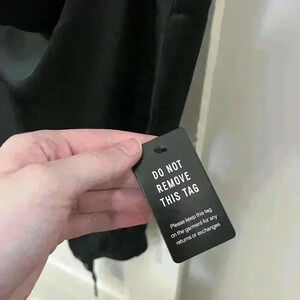 DO NOT
REMOVE
THIS TAG
Please keep this tag
on the garment for any
returns or exchanges